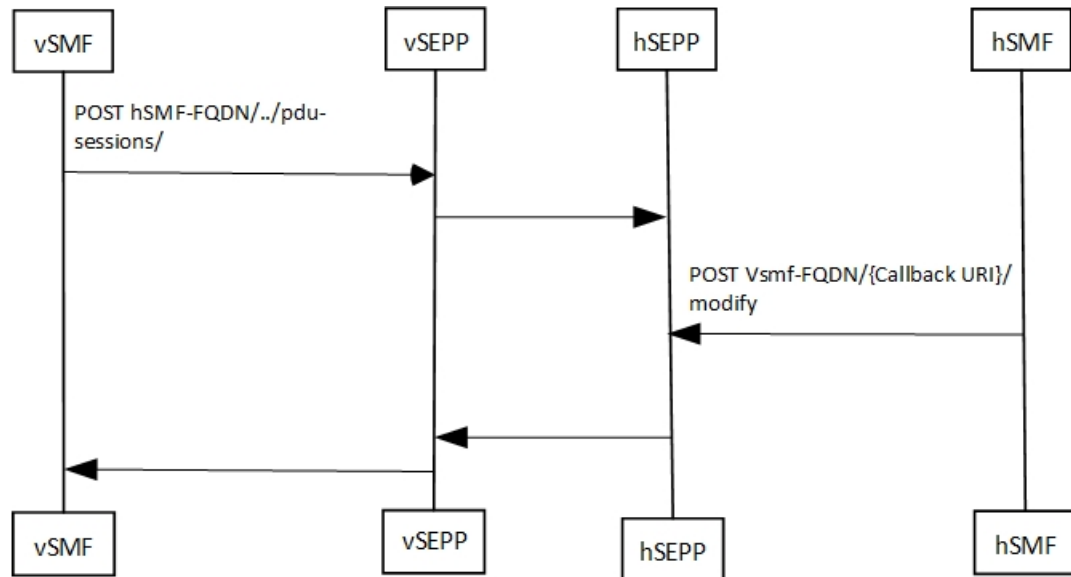 vSMF
vSEPP
hSEPP
hSMF
POST hSMF-FQDN/../pdu-
sessions/
POST Vsmf-FQDN/{Callback URI}/
modify
vSMF
vSEPP
hSEPP
hSMF